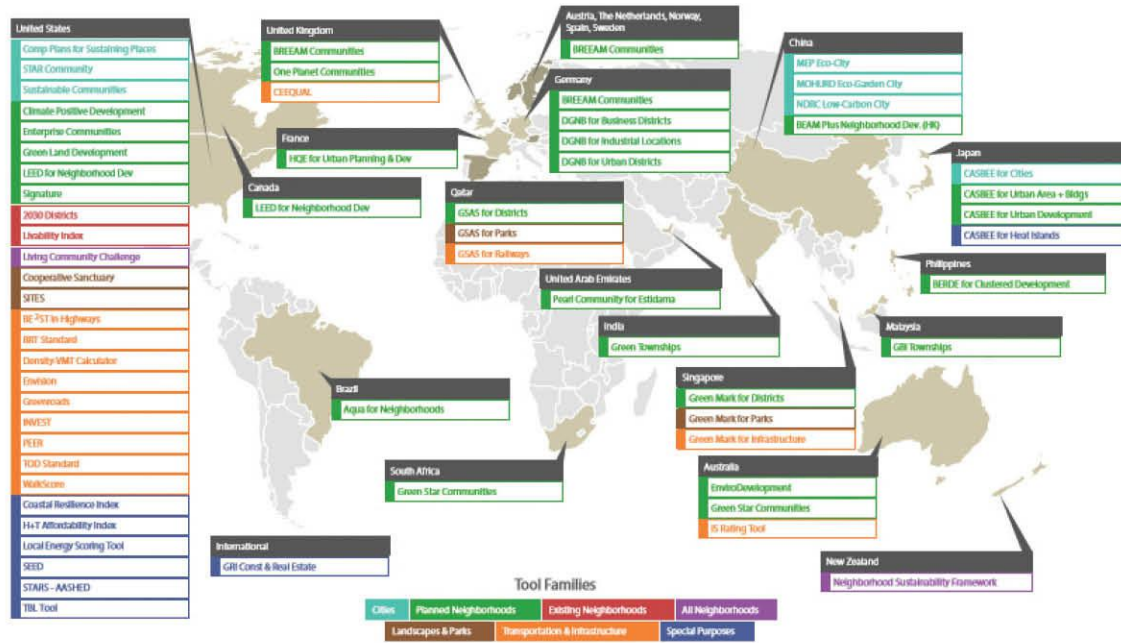 United States
Comp Plans for Sustaining Places
STAR Community
Sustainable Communities
Climate Positive Development
Enterprise Communities
Green Land Development
LEED for Neighborhood Dev
Signature
2030 Districts
Livability Index
Living Community Challenge
Cooperative Sanctuary
SITES
BE²ST In Highways
BRT Standard
Density-VMT Calculator
Envision
Greenroads
INVEST
PEER
TOD Standard
WalkScore
Coastal Resilience Index
H+T Affordability Index
Local Energy Scoring Tool
SEED
STARS - AASHED
TBL Tool
United Kingdom
BREEAM Communities
One Planet Communities
CEEQUAL
Austria, The Netherlands, Norway,
Spain, Sweden
BREEAM Communities
Germany
BREEAM Communities
DGNB for Business Districts
DGNB for Industrial Locations
DGNB for Urban Districts
China
MEP Eco-City
MOHURD Eco-Garden City
NDRC Low-Carbon City
BEAM Plus Neighborhood Dev. (HK)
France
HQE for Urban Planning & Dev
Canada
LEED for Neighborhood Dev
Qatar
GSAS for Districts
GSAS for Parks
GSAS for Railways
Japan
CASBEE for Cities
CASBEE for Urban Area + Bldgs
CASBEE for Urban Development
CASBEE for Heat Islands
United Arab Emirates
Pearl Community for Estidama
Philippines
BERDE for Clustered Development
India
Green Townships
Malaysia
GBI Townships
Brazil
Aqua for Neighborhoods
Singapore
Green Mark for Districts
Green Mark for Parks
Green Mark for Infrastructure
South Africa
Green Star Communities
Australia
EnviroDevelopment
Green Star Communities
IS Rating Tool
International
GRI Const & Real Estate
New Zealand
Neighborhood Sustainability Framework
Tool Families
Cities
Planned Neighborhoods
Existing Neighborhoods
All Neighborhoods
Landscapes & Parks
Transportation & Infrastructure
Special Purposes